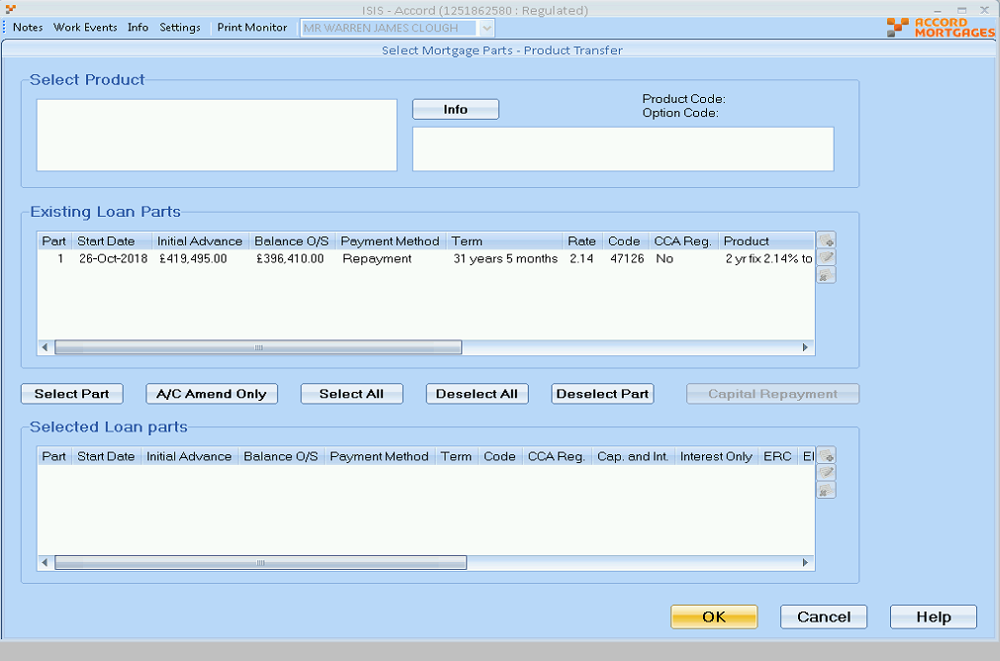 ISIS - Accord (1251862580 : Regulated)
Notes Work Events Info Settings Print Monitor MR WARREN JAMES CLOUGH
ACCORD
MORTGAGES
Select Mortgage Parts - Product Transfer
Select Product
Info
Product Code:
Option Code:
Existing Loan Parts
Part Start Date Initial Advance Balance O/S Payment Method Term Rate Code CCA Reg. Product
1 26-Oct-2018 £419,495.00 £396,410.00 Repayment 31 years 5 months 2.14 47126 No 2 yr fix 2.14% to
Select Part A/C Amend Only Select All Deselect All Deselect Part Capital Repayment
Selected Loan parts
Part Start Date Initial Advance Balance O/S Payment Method Term Code CCA Reg. Cap. and Int. Interest Only ERC
OK Cancel Help